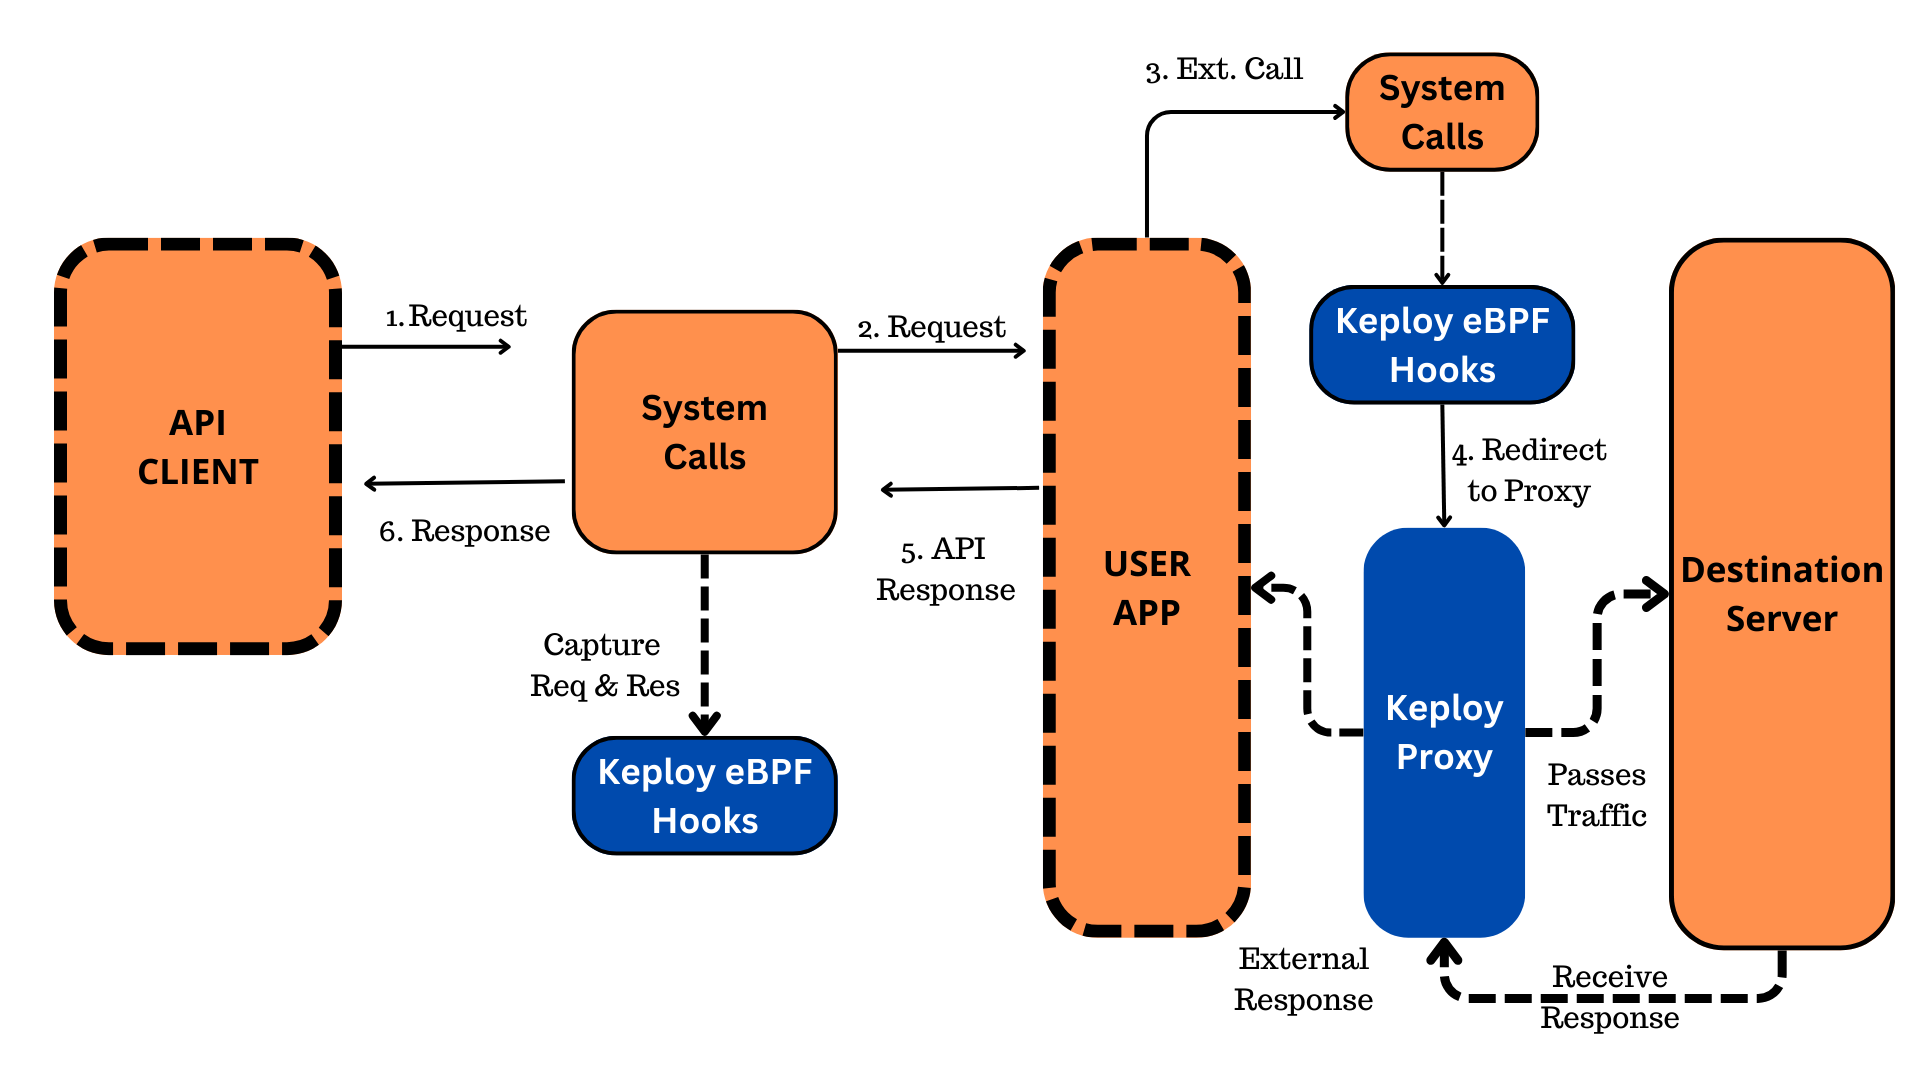 3. Ext. Call
System
Calls
API
CLIENT
1.Request
System
Calls
2. Request
6. Response
5. API
Response
Capture
Req & Res
Keploy eBPF
Hooks
USER
APP
Keploy eBPF
Hooks
4. Redirect
to Proxy
Keploy
Proxy
Destination
Server
Passes
Traffic
External
Response
Receive
Response